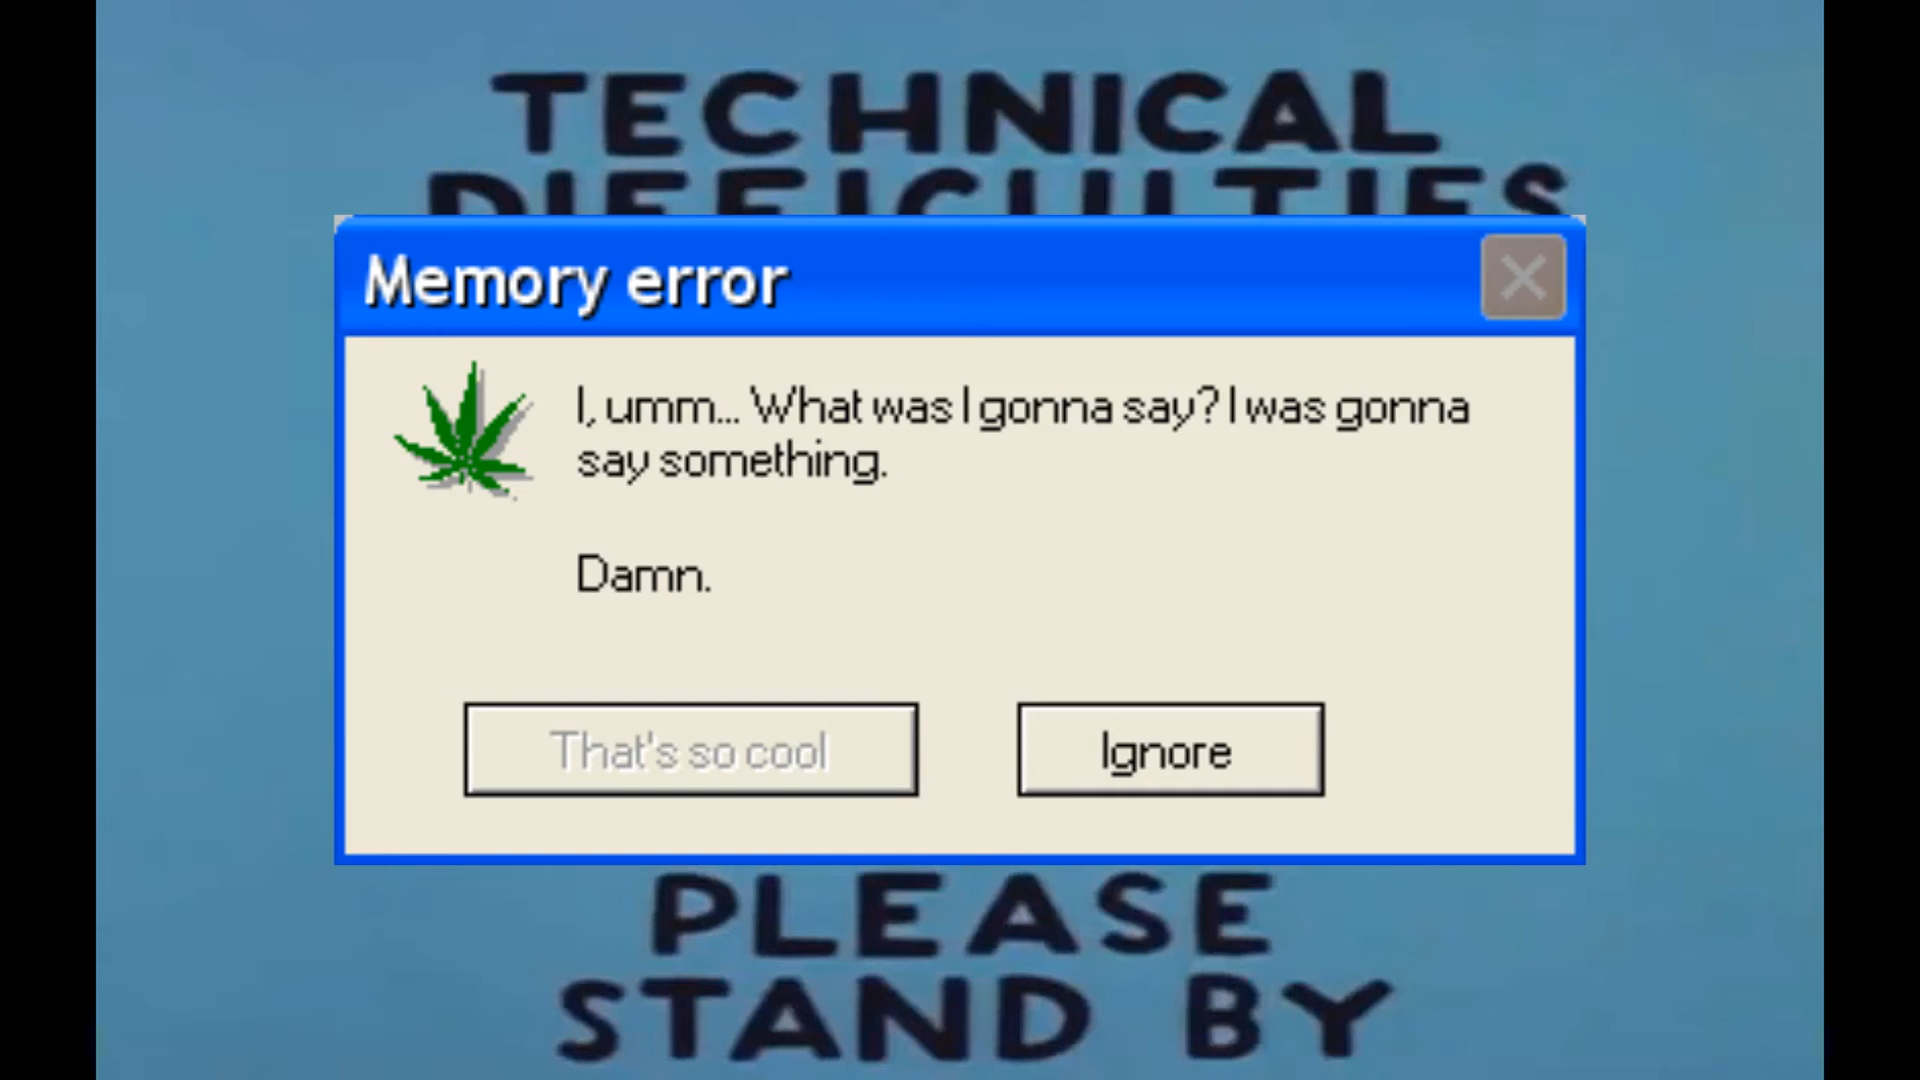 TECHNICAL
DIFFICULTIES
Memory error
I, umm... What was I gonna say? I was gonna
say something.
Damn.
That's so cool
Ignore
PLEASE
STAND BY